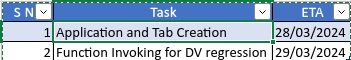 S N Task ETA
1 Application and Tab Creation 28/03/2024
2 Function Invoking for DV regression 29/03/2024